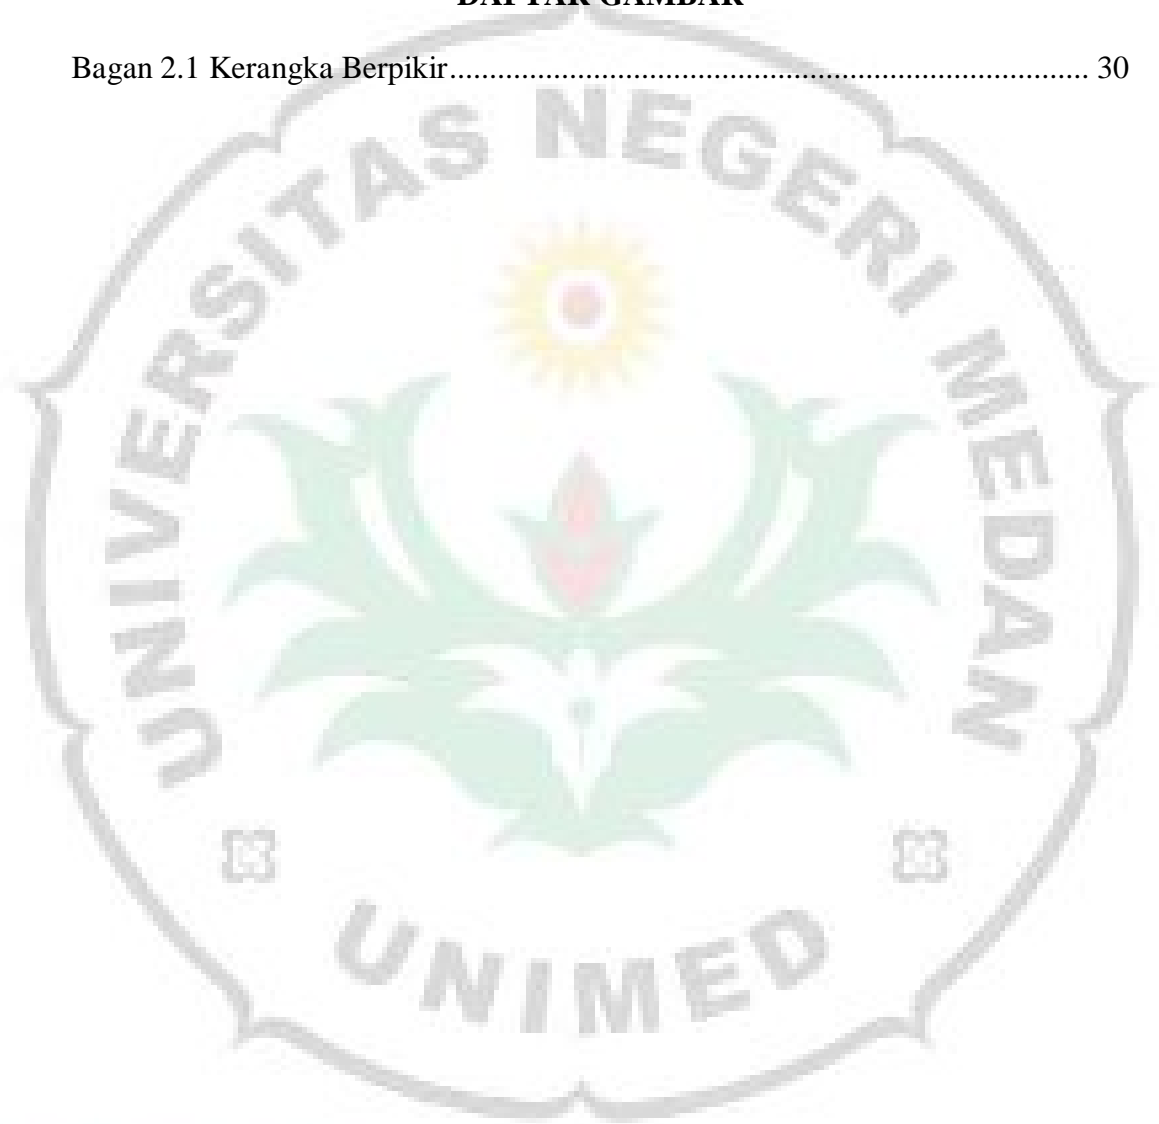 DAFTAR GAMBAR
Bagan 2.1 Kerangka Berpikir................................................................................ 30
UNIVERSITAS NEGERI MEDAN
UNIMED